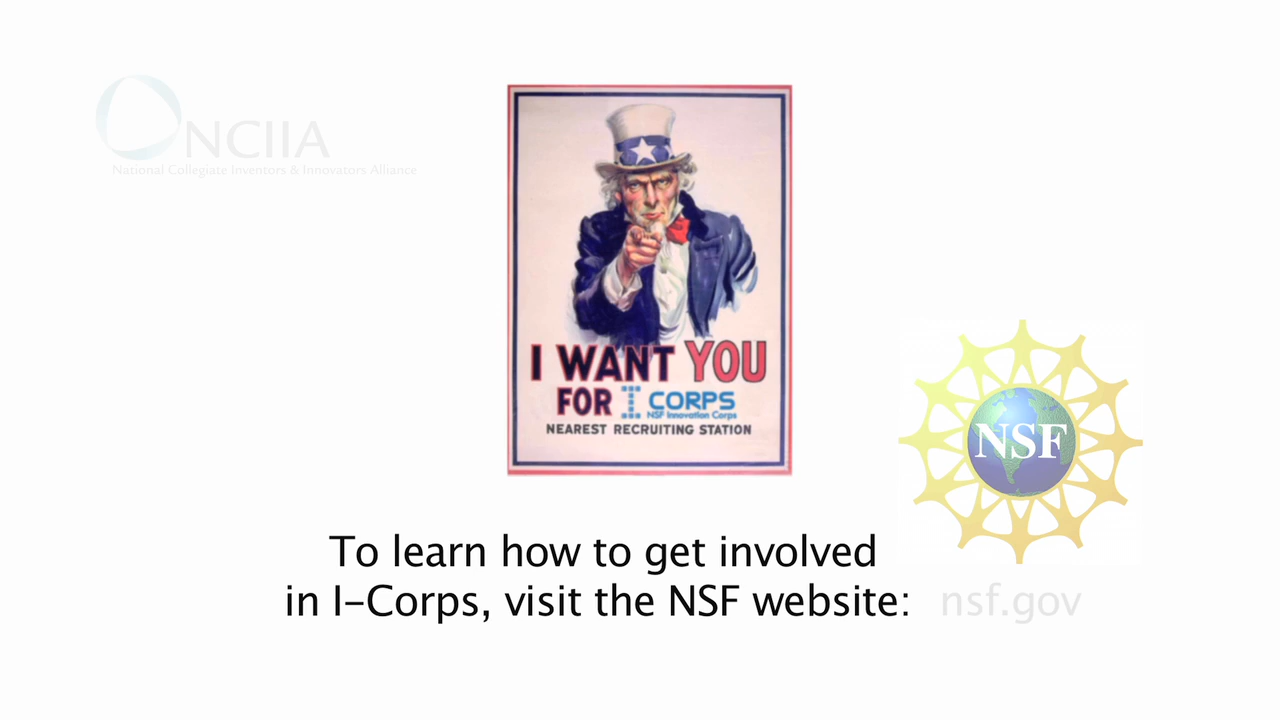 NCIIA
National Collegiate Inventors & Innovators Alliance
I WANT YOU
FOR I CORPS
NSF Innovation Corps
NEAREST RECRUITING STATION
NSF
To learn how to get involved
in I-Corps, visit the NSF website: nsf.gov